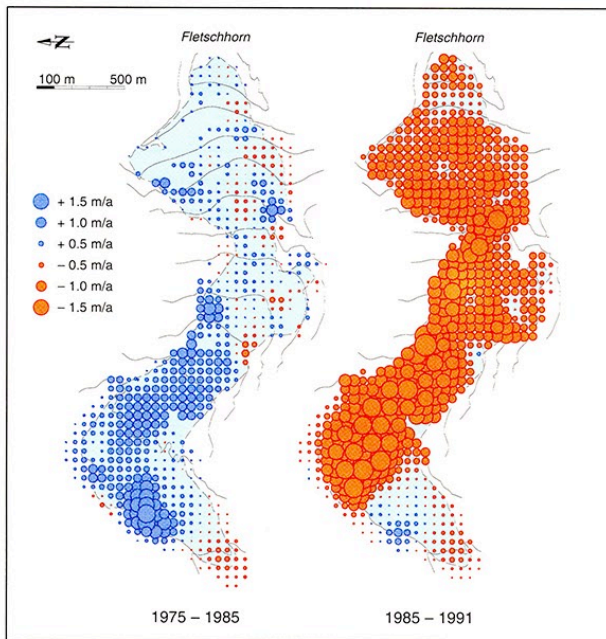 Fletschhorn
Fletschhorn
N
100 m 500 m
+ 1.5 m/a
+ 1.0 m/a
+ 0.5 m/a
− 0.5 m/a
− 1.0 m/a
− 1.5 m/a
1975 – 1985
1985 – 1991